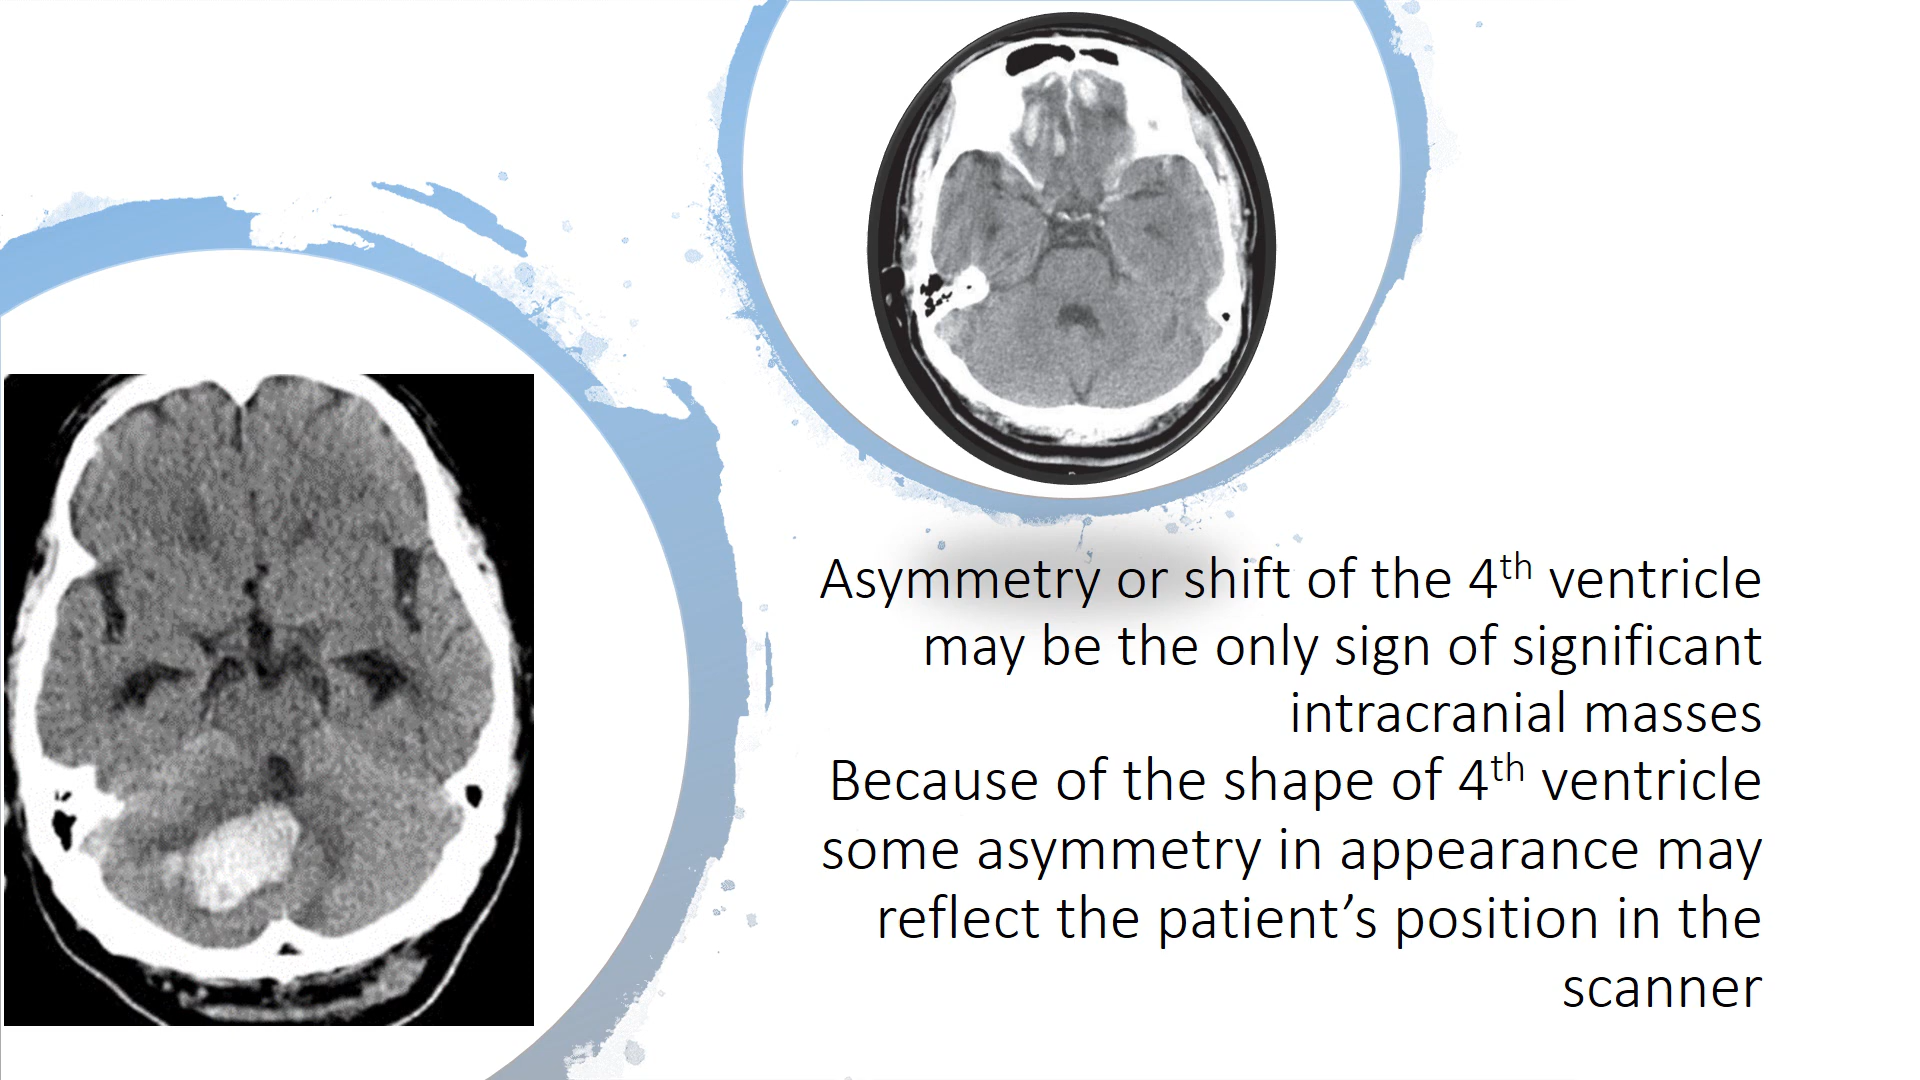 Asymmetry or shift of the 4th ventricle
may be the only sign of significant
intracranial masses
Because of the shape of 4th ventricle
some asymmetry in appearance may
reflect the patient’s position in the
scanner